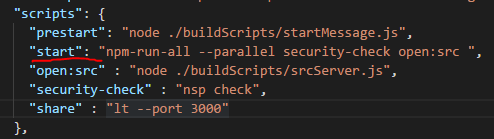 "scripts": {
"prestart": "node ./buildScripts/startMessage.js",
"start": "npm-run-all --parallel security-check open:src ",
"open:src" : "node ./buildScripts/srcServer.js",
"security-check" : "nsp check",
"share" : "lt --port 3000"
},